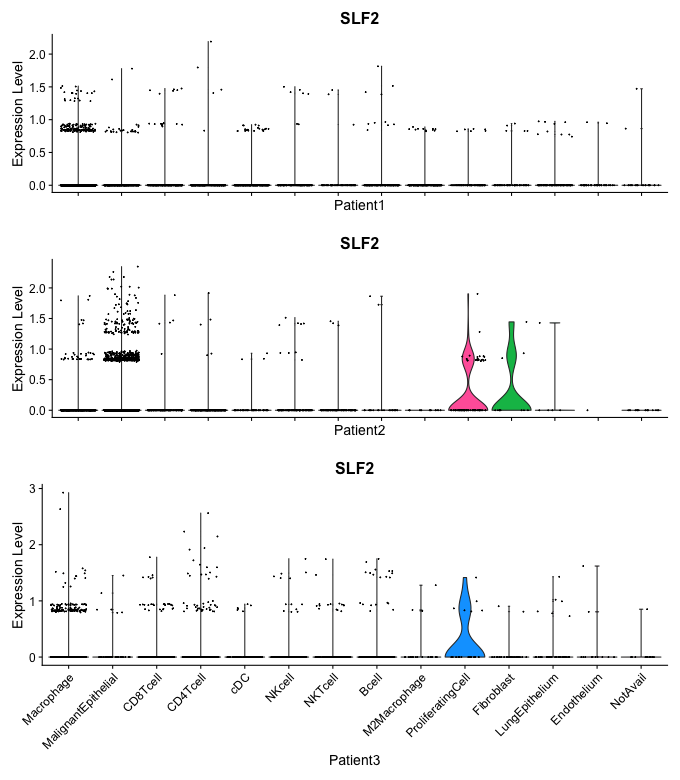 SLF2
Expression Level
2.0
1.5
1.0
0.5
0.0
Patient1
SLF2
Expression Level
2.0
1.5
1.0
0.5
0.0
Patient2
SLF2
Expression Level
3
2
1
0
Macrophage
MalignantEpithelial
CD8Tcell
CD4Tcell
cDC
NKcell
NKTcell
Bcell
M2Macrophage
ProliferatingCell
Fibroblast
LungEpithelium
Endothelium
NotAvail
Patient3